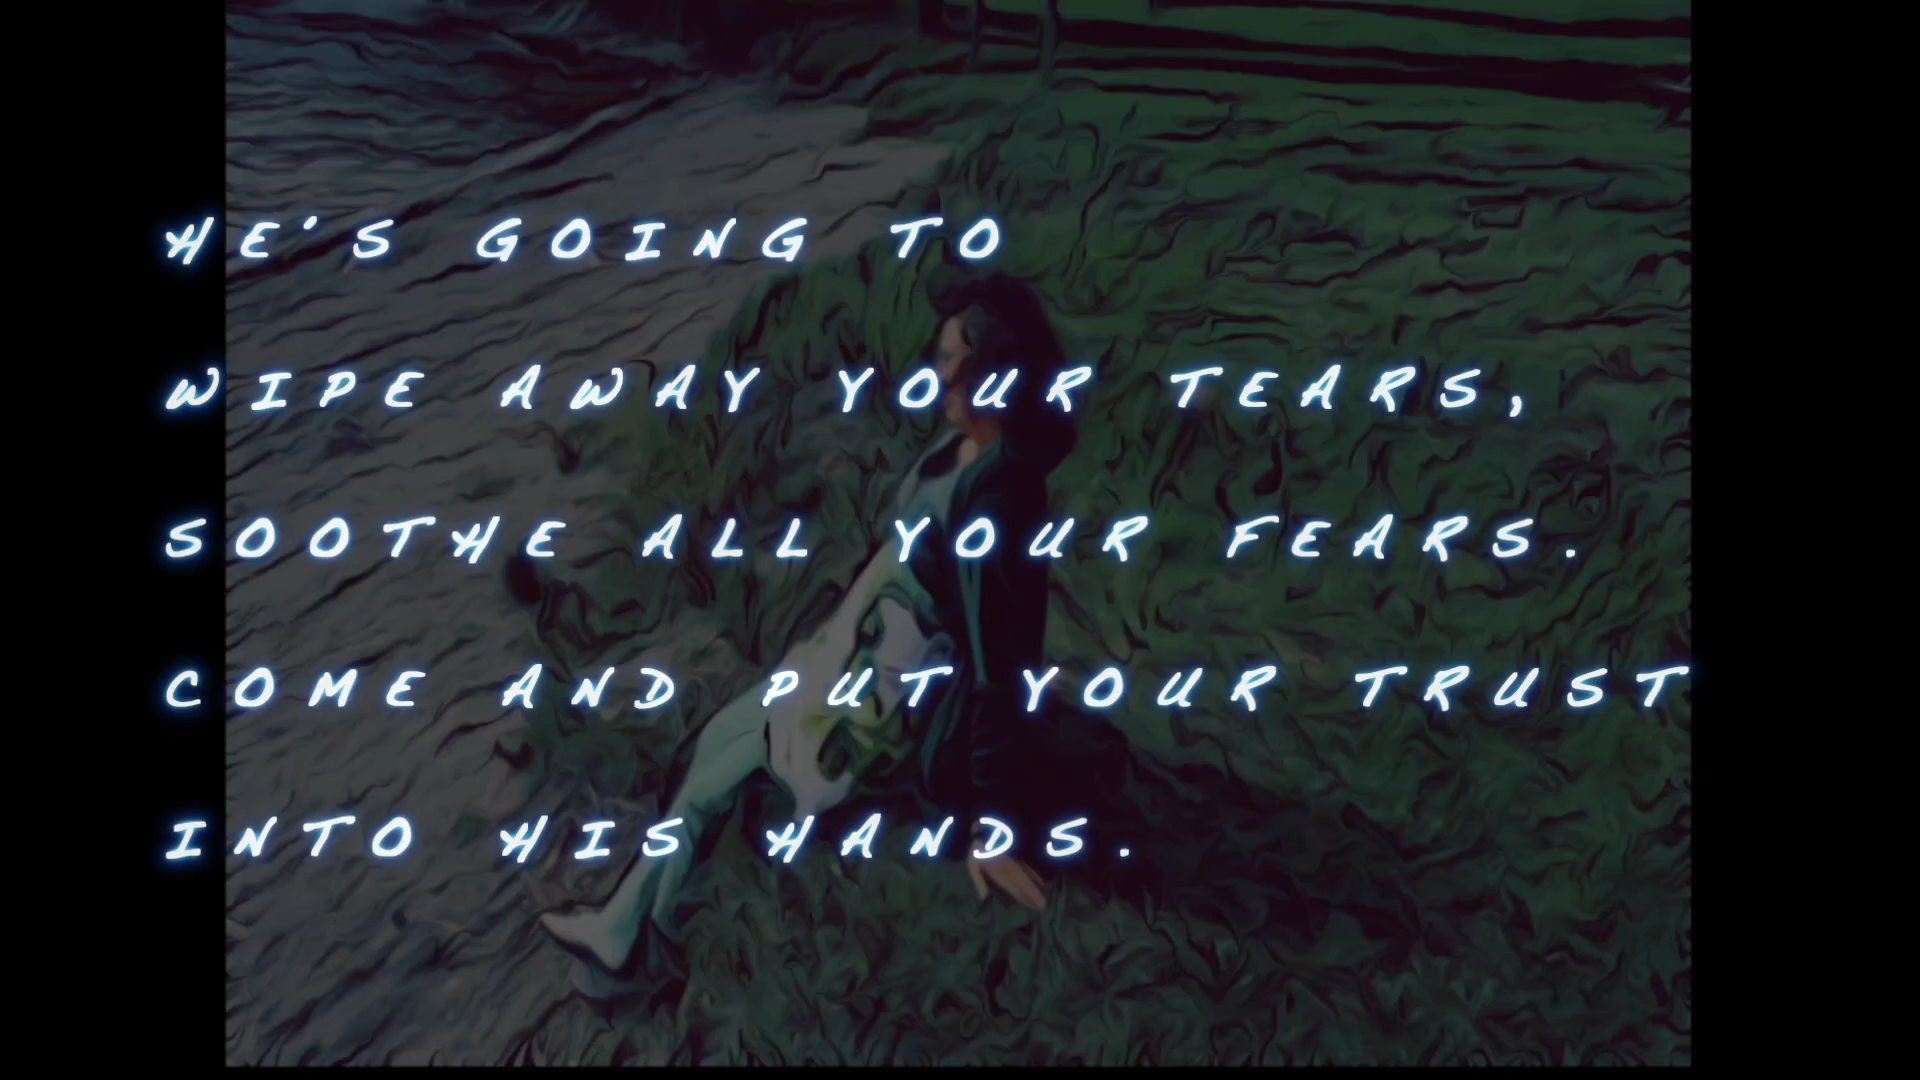 HE'S GOING TO
WIPE AWAY YOUR TEARS,
SOOTHE ALL YOUR FEARS.
COME AND PUT YOUR TRUST
INTO HIS HANDS.